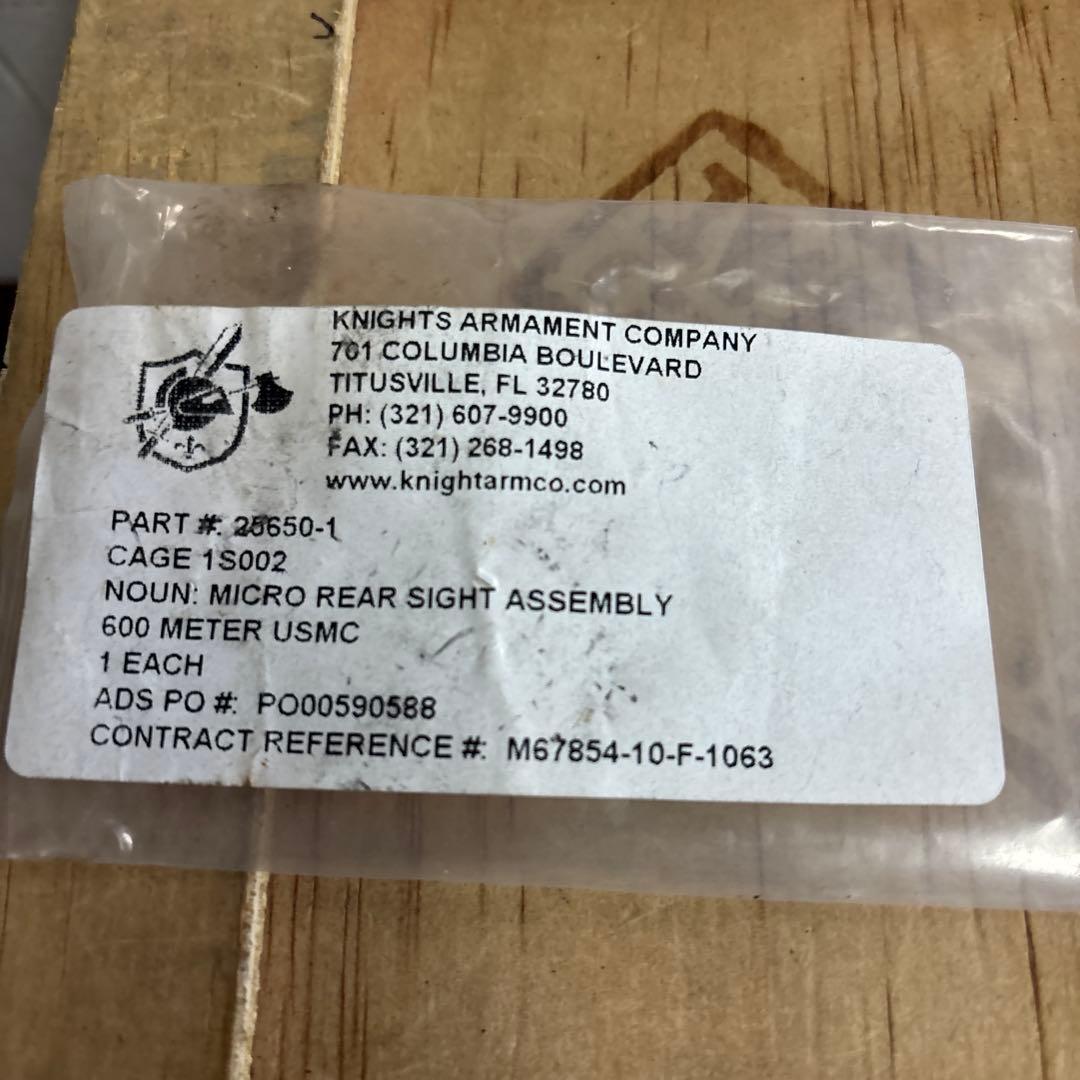 KNIGHTS ARMAMENT COMPANY
701 COLUMBIA BOULEVARD
TITUSVILLE, FL 32780
PH: (321) 607-9900
FAX: (321) 268-1498
www.knightarmco.com
PART #: 25650-1
CAGE 1S002
NOUN: MICRO REAR SIGHT ASSEMBLY
600 METER USMC
1 EACH
ADS PO #: PO00590588
CONTRACT REFERENCE #: M67854-10-F-1063